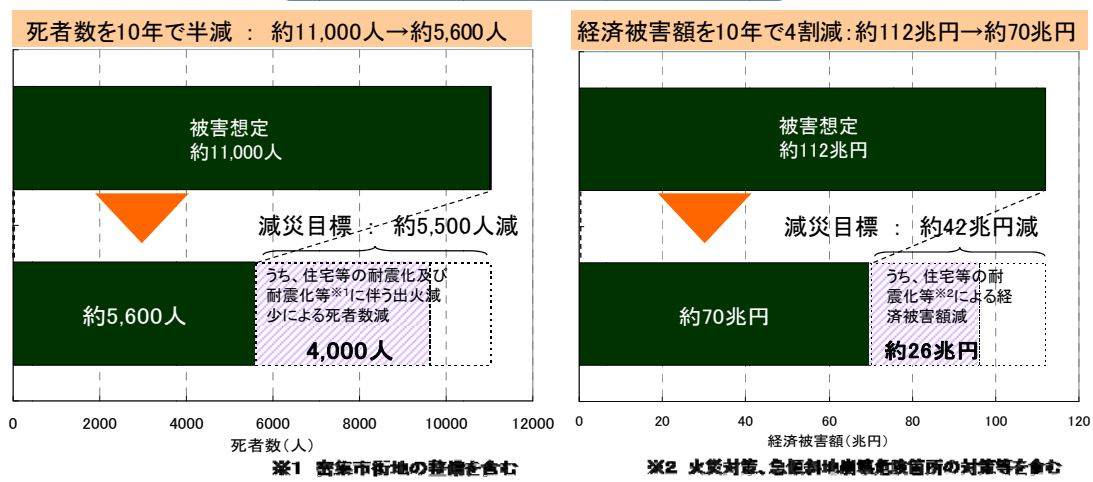 死者数を10年で半減 ： 約11,000人→約5,600人
被害想定
約11,000人
減災目標 ： 約5,500人減
約5,600人
うち、住宅等の耐震化及び
耐震化等※1に伴う出火減
少による死者数減
4,000人
0 2000 4000 6000 8000 10000 12000
死者数（人）
※1 密集市街地の整備を含む
経済被害額を10年で4割減：約112兆円→約70兆円
被害想定
約112兆円
減災目標 ： 約42兆円減
約70兆円
うち、住宅等の耐
震化等※2による経
済被害額減
約26兆円
0 20 40 60 80 100 120
経済被害額（兆円）
※2 火災対策、急傾斜地崩壊危険箇所の対策等を含む